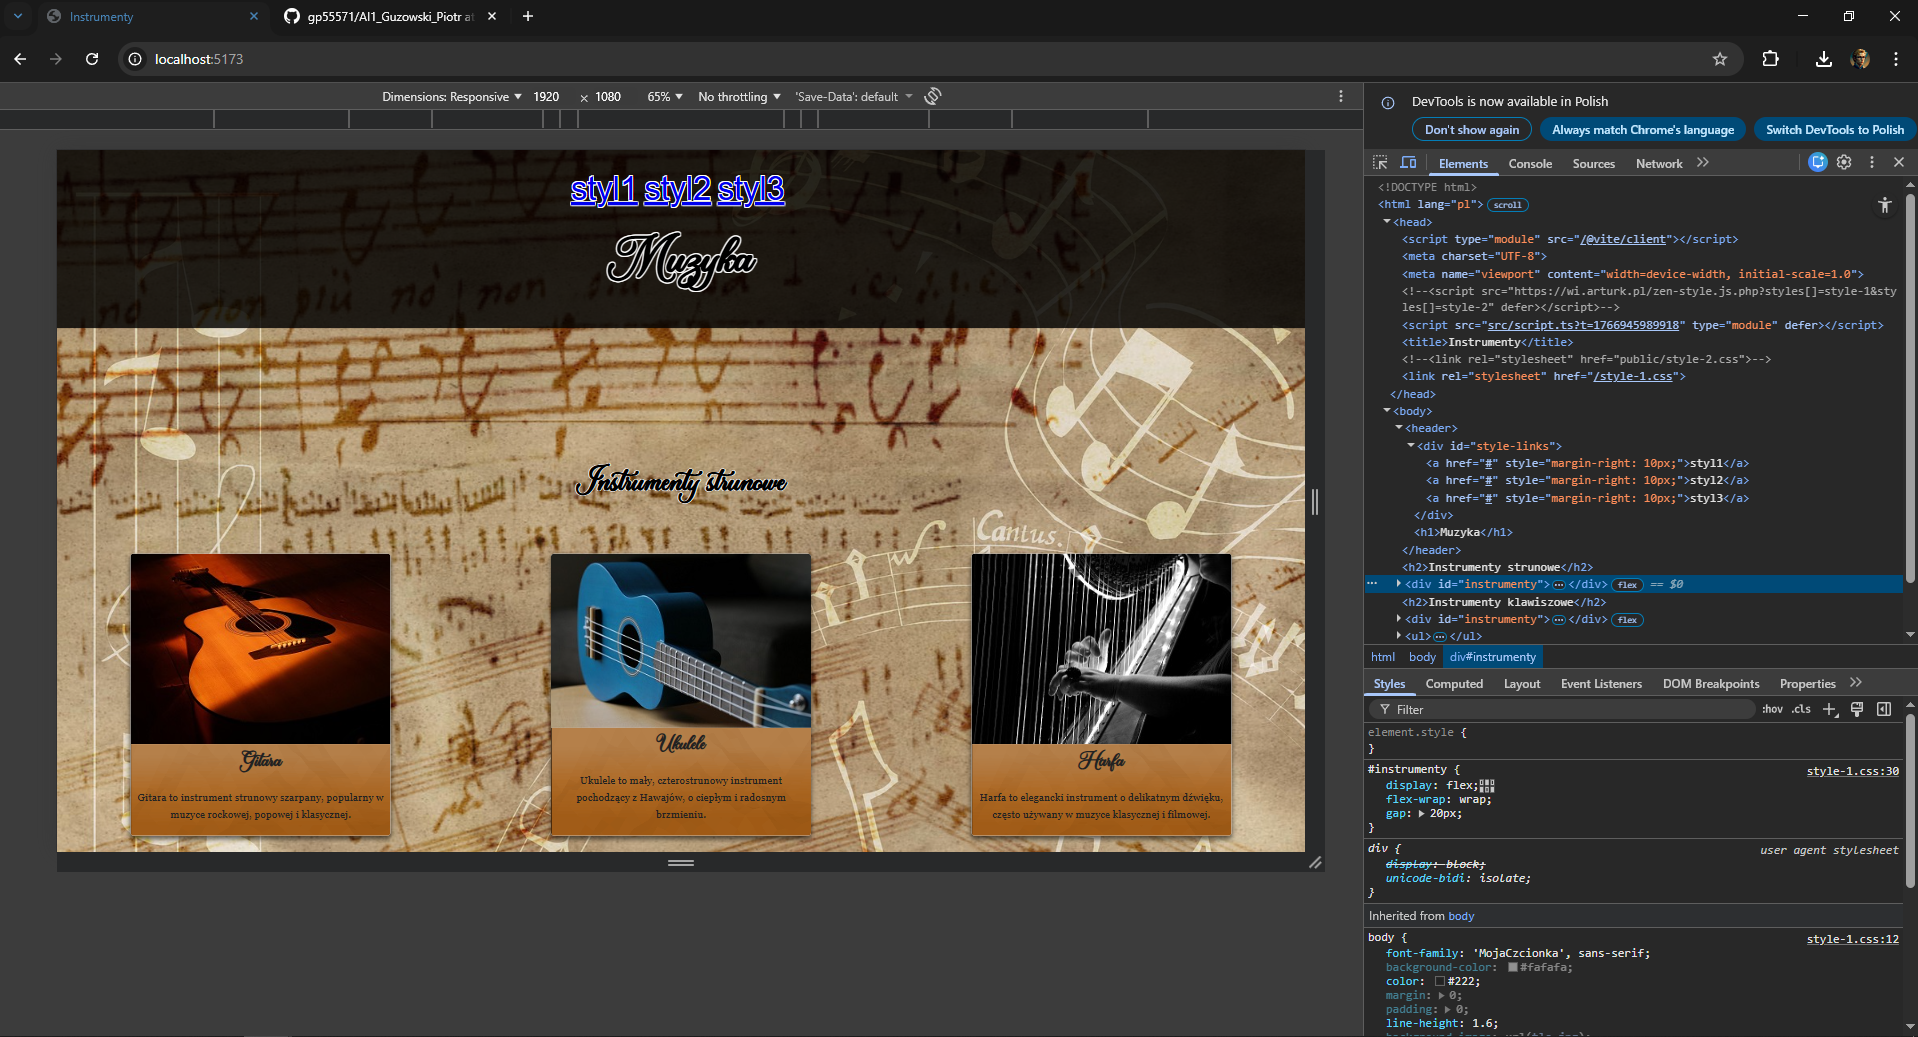 Instrumenty
gp55571/AI1_Guzowski_Piotr at
localhost:5173
Dimensions: Responsive
1920
×
1080
65%
No throttling
'Save-Data': default
styl1 styl2 styl3
Muzyka
Instrumenty strunowe
Cantus.
Gitara
Gitara to instrument strunowy szarpany, popularny w
muzyce rockowej, popowej i klasycznej.
Ukulele
Ukulele to mały, czterostrunowy instrument
pochodzący z Hawajów, o ciepłym i radosnym
brzmieniu.
Harfa
Harfa to elegancki instrument o delikatnym dźwięku,
często używany w muzyce klasycznej i filmowej.
DevTools is now available in Polish
Don't show again
Always match Chrome's language
Switch DevTools to Polish
Elements
Console
Sources
Network
<!DOCTYPE html>
<html lang="pl"> scroll
<head>
<script type="module" src="/@vite/client"></script>
<meta charset="UTF-8">
<meta name="viewport" content="width=device-width, initial-scale=1.0">
<!--<script src="https://wi.arturk.pl/zen-style.js.php?styles[]=style-1&sty
les[]=style-2" defer></script>-->
<script src="src/script.ts?t=1766945989918" type="module" defer></script>
<title>Instrumenty</title>
<!--<link rel="stylesheet" href="public/style-2.css">-->
<link rel="stylesheet" href="/style-1.css">
</head>
<body>
<header>
<div id="style-links">
<a href="#" style="margin-right: 10px;">styl1</a>
<a href="#" style="margin-right: 10px;">styl2</a>
<a href="#" style="margin-right: 10px;">styl3</a>
</div>
<h1>Muzyka</h1>
</header>
<h2>Instrumenty strunowe</h2>
<div id="instrumenty"> … </div> flex == $0
<h2>Instrumenty klawiszowe</h2>
<div id="instrumenty"> … </div> flex
<ul> … </ul>
html
body
div#instrumenty
Styles
Computed
Layout
Event Listeners
DOM Breakpoints
Properties
Filter
:hov
.cls
element.style {
}
#instrumenty {
style-1.css:30
display: flex;
flex-wrap: wrap;
gap: 20px;
}
div {
user agent stylesheet
display: block;
unicode-bidi: isolate;
}
Inherited from body
body {
style-1.css:12
font-family: 'MojaCzcionka', sans-serif;
background-color: #fafafa;
color: #222;
margin: 0;
padding: 0;
line-height: 1.6;